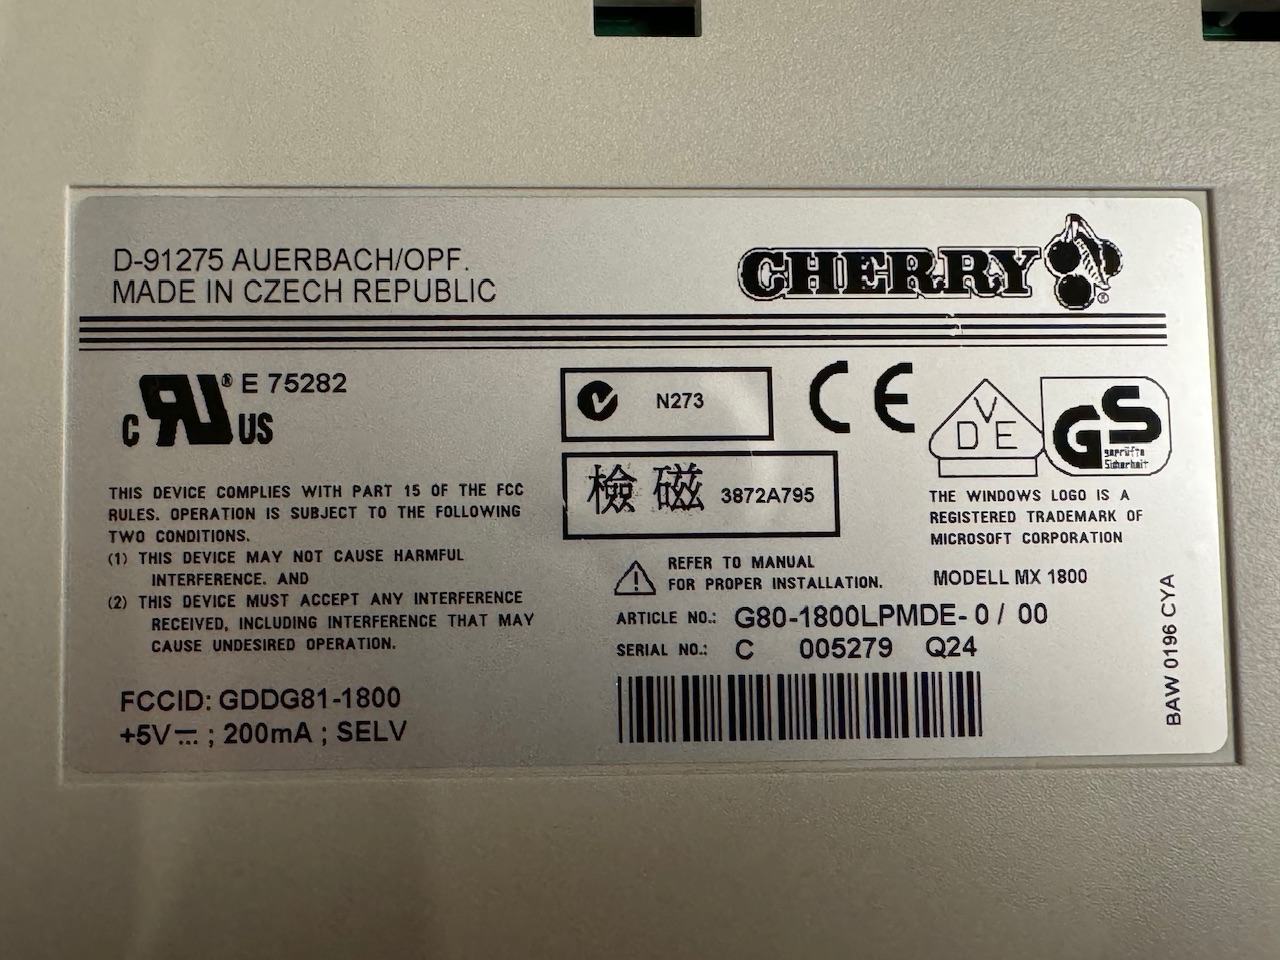 D-91275 AUERBACH/OPF.
MADE IN CZECH REPUBLIC
CHERRY ®
c RU ® US E 75282
N273
CE
VDE
GS
geprüfte
Sicherheit
檢磁 3872A795
THIS DEVICE COMPLIES WITH PART 15 OF THE FCC
RULES. OPERATION IS SUBJECT TO THE FOLLOWING
TWO CONDITIONS.
(1) THIS DEVICE MAY NOT CAUSE HARMFUL
INTERFERENCE. AND
(2) THIS DEVICE MUST ACCEPT ANY INTERFERENCE
RECEIVED, INCLUDING INTERFERENCE THAT MAY
CAUSE UNDESIRED OPERATION.
FCCID: GDDG81-1800
+5V ; 200mA ; SELV
THE WINDOWS LOGO IS A
REGISTERED TRADEMARK OF
MICROSOFT CORPORATION
REFER TO MANUAL
FOR PROPER INSTALLATION.
MODELL MX 1800
ARTICLE NO.: G80-1800LPMDE-0 / 00
SERIAL NO.: C 005279 Q24
BAW 0196 CYA